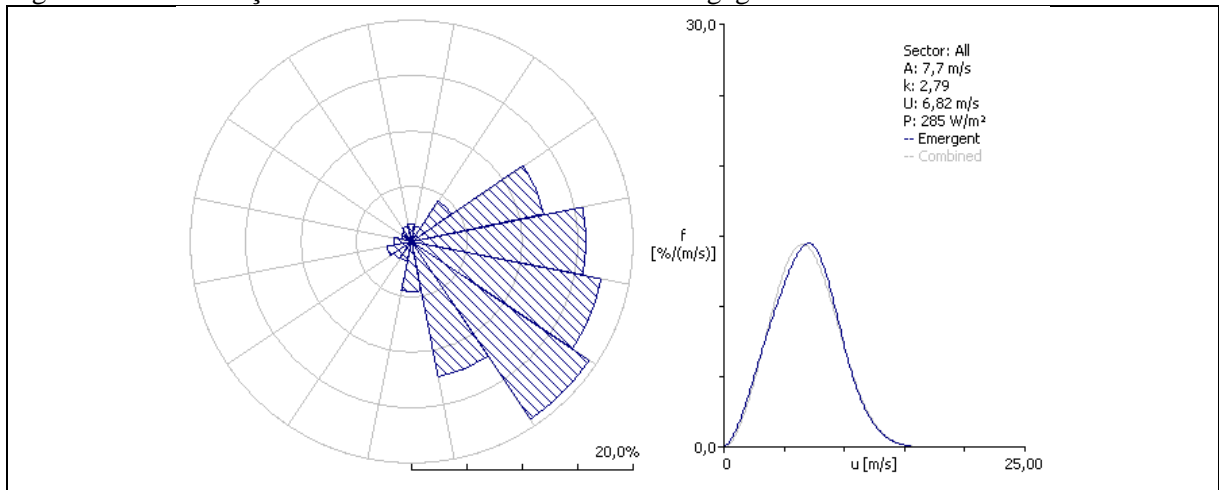 20,0%
30,0
f
[%/(m/s)]
0,0
0
u [m/s]
25,00
Sector: All
A: 7,7 m/s
k: 2,79
U: 6,82 m/s
P: 285 W/m²
-- Emergent
-- Combined